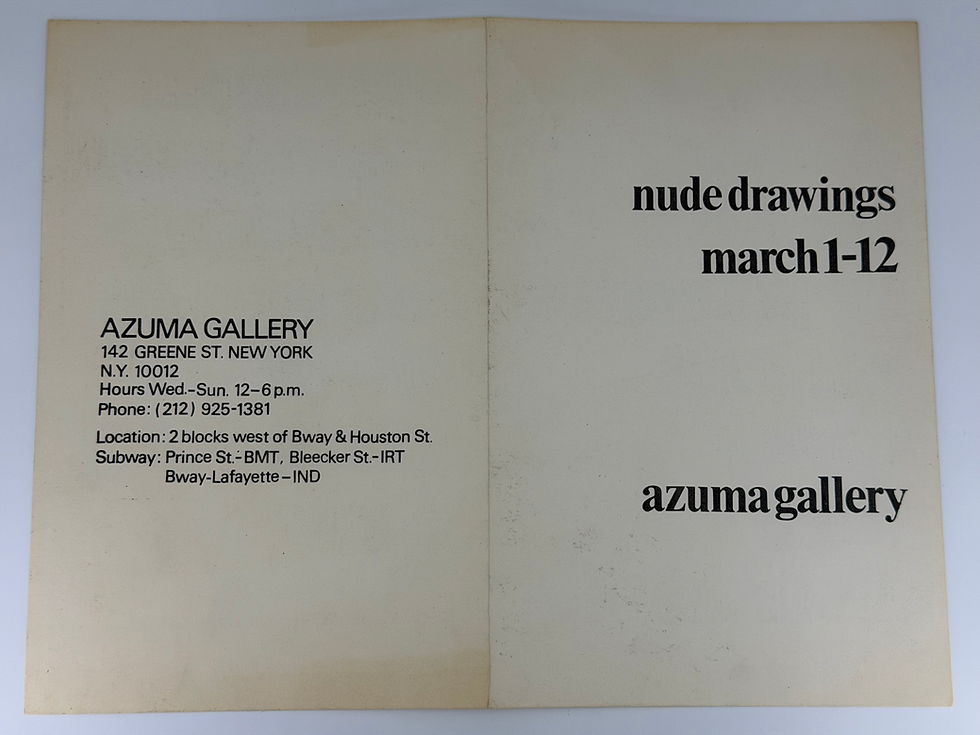 AZUMA GALLERY
142 GREENE ST. NEW YORK
N.Y. 10012
Hours Wed.-Sun. 12-6 p.m.
Phone: (212) 925-1381
Location: 2 blocks west of Bway & Houston St.
Subway: Prince St.-BMT, Bleecker St.-IRT
Bway-Lafayette-IND
nude drawings
march 1-12
azuma gallery